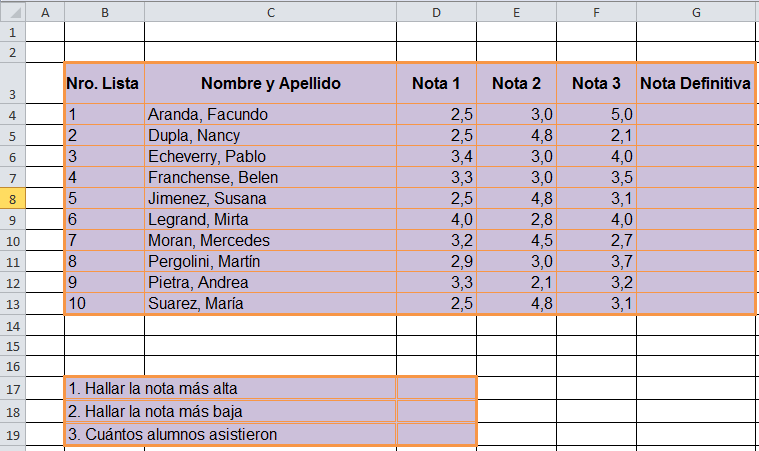 A B C D E F G
1
2
3 Nro. Lista Nombre y Apellido Nota 1 Nota 2 Nota 3 Nota Definitiva
4 1 Aranda, Facundo 2,5 3,0 5,0
5 2 Dupla, Nancy 2,5 4,8 2,1
6 3 Echeverry, Pablo 3,4 3,0 4,0
7 4 Franchense, Belen 3,3 3,0 3,5
8 5 Jimenez, Susana 2,5 4,8 3,1
9 6 Legrand, Mirta 4,0 2,8 4,0
10 7 Moran, Mercedes 3,2 4,5 2,7
11 8 Pergolini, Martín 2,9 3,0 3,7
12 9 Pietra, Andrea 3,3 2,1 3,2
13 10 Suarez, María 2,5 4,8 3,1
14
15
16
17 1. Hallar la nota más alta
18 2. Hallar la nota más baja
19 3. Cuántos alumnos asistieron